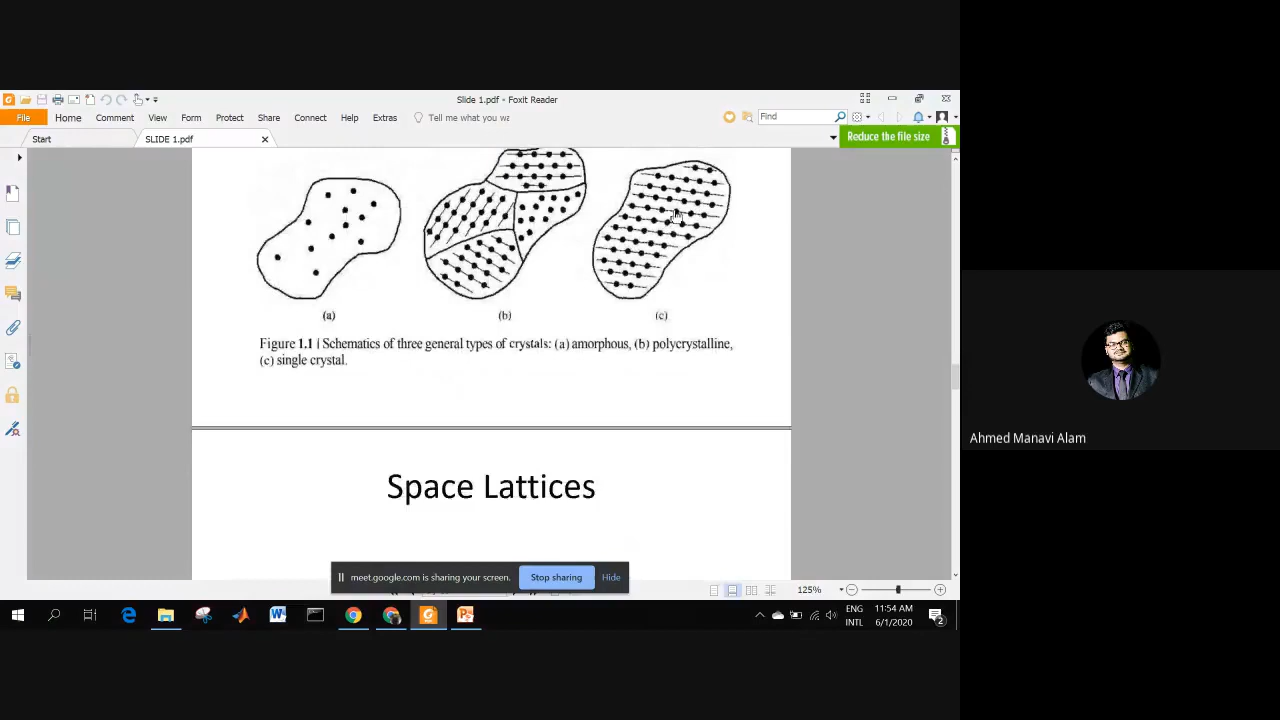 Slide 1.pdf - Foxit Reader
File Home Comment View Form Protect Share Connect Help Extras Tell me what you wa Find
Start SLIDE 1.pdf Reduce the file size
(a) (b) (c)
Figure 1.1 | Schematics of three general types of crystals: (a) amorphous, (b) polycrystalline,
(c) single crystal.
Space Lattices
meet.google.com is sharing your screen. Stop sharing Hide
125%
ENG 11:54 AM
INTL 6/1/2020 2
Ahmed Manavi Alam